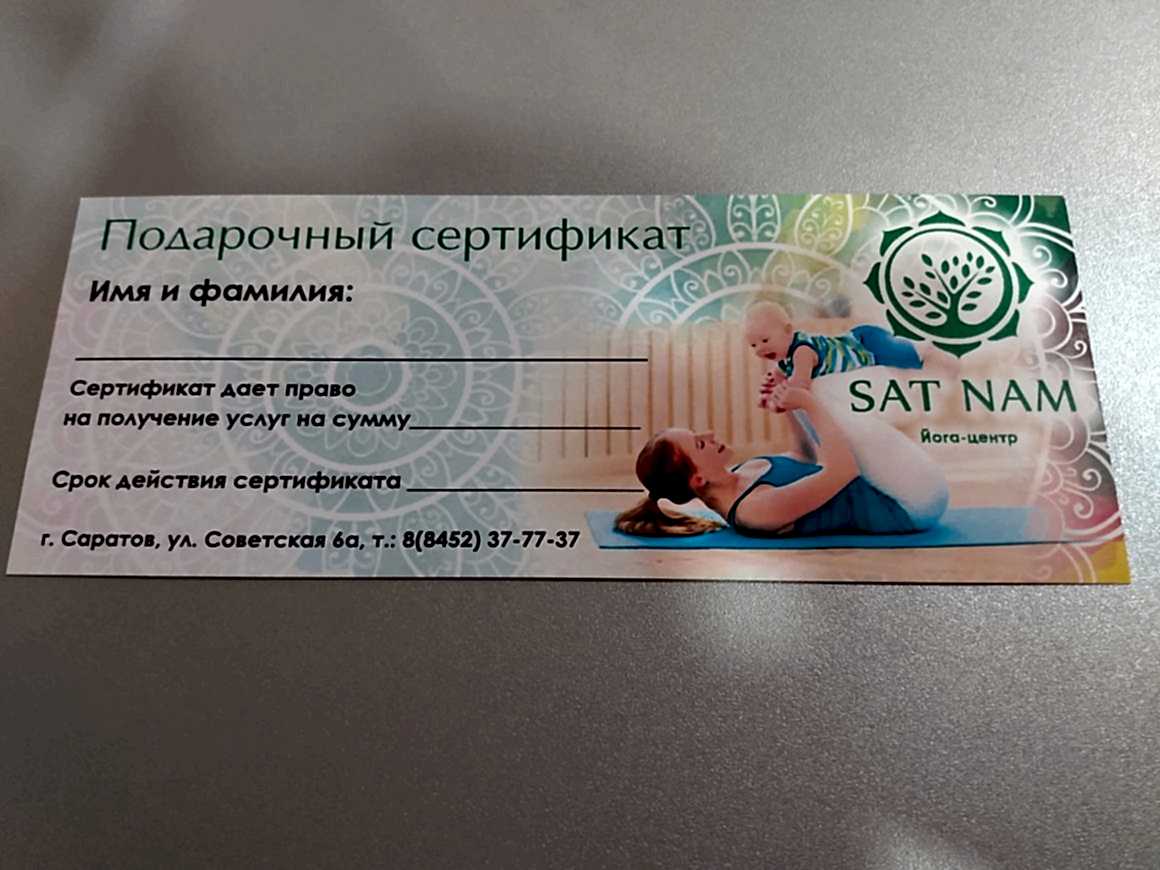 Подарочный сертификат
Имя и фамилия:
Сертификат дает право
на получение услуг на сумму
Срок действия сертификата
г. Саратов, ул. Советская 6а, т.: 8(8452) 37-77-37
SAT NAM
Йога-центр